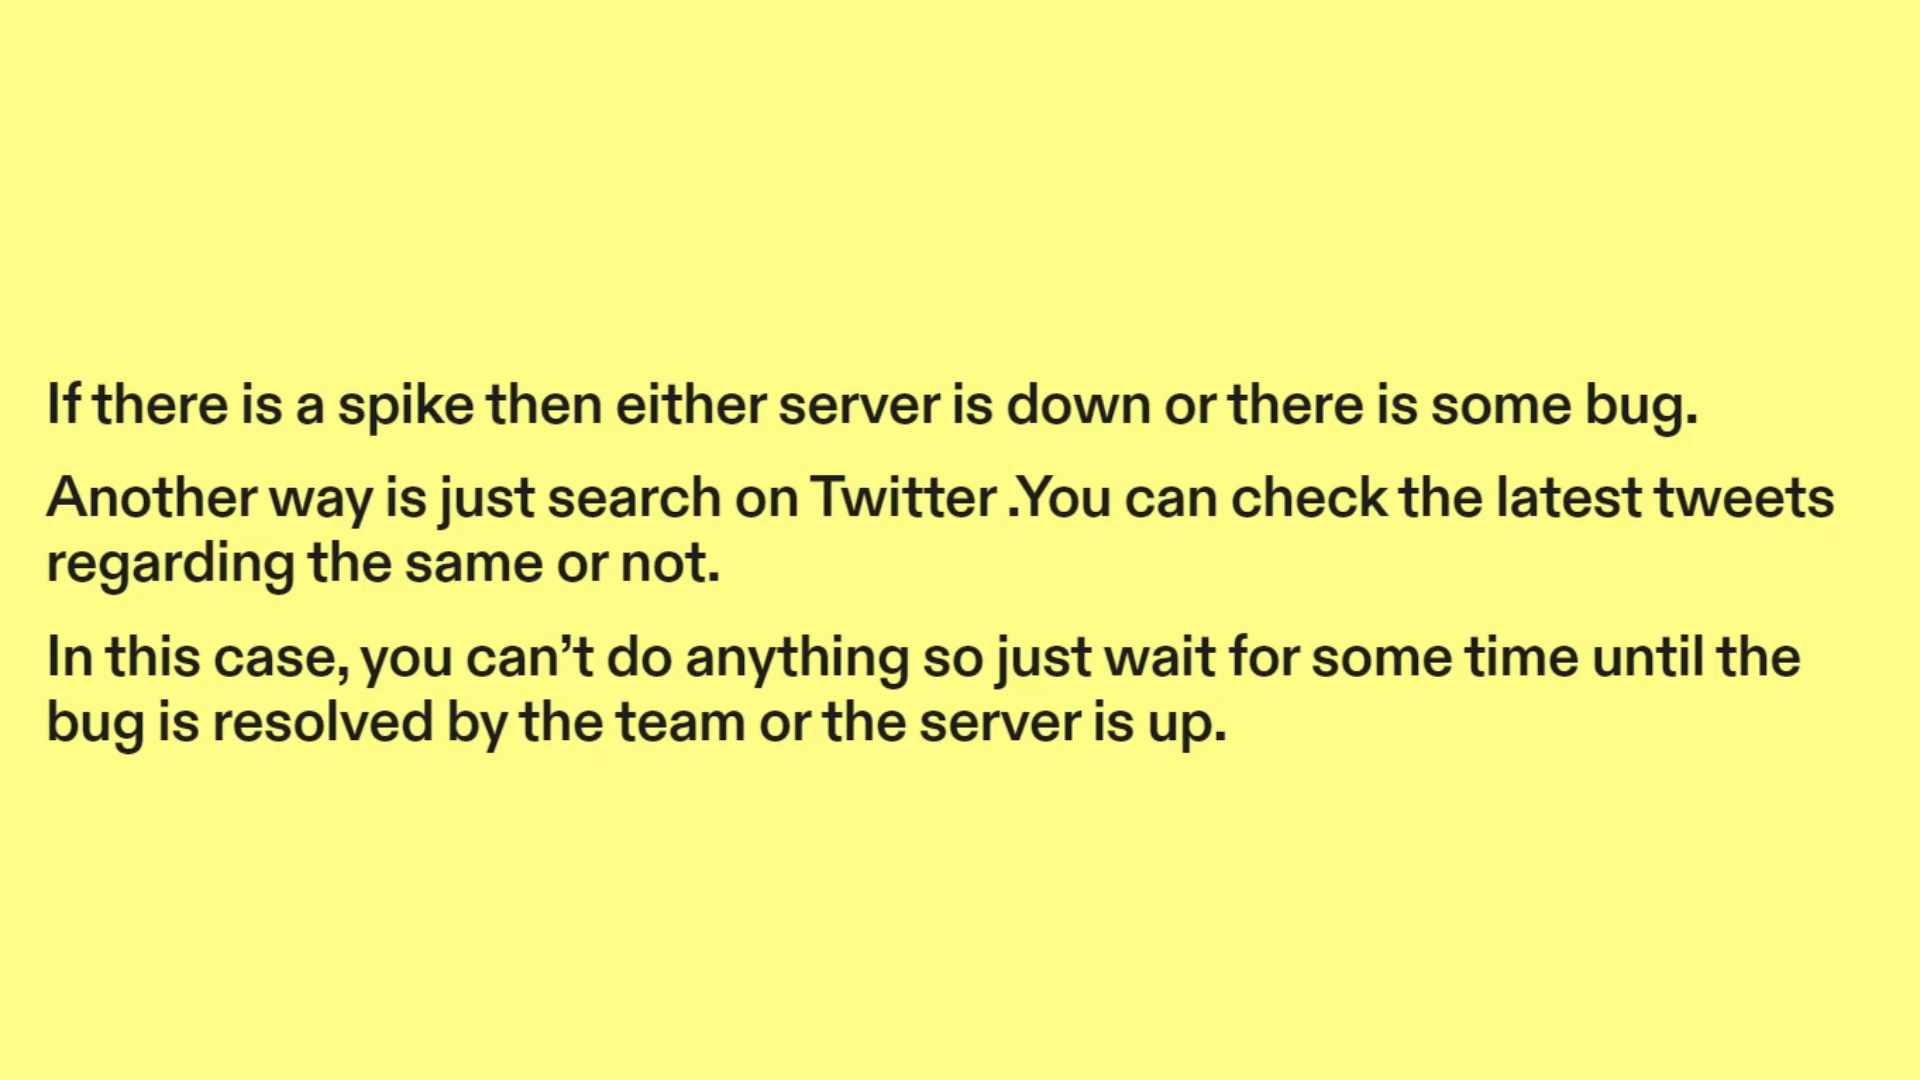 If there is a spike then either server is down or there is some bug.
Another way is just search on Twitter .You can check the latest tweets
regarding the same or not.
In this case, you can’t do anything so just wait for some time until the
bug is resolved by the team or the server is up.